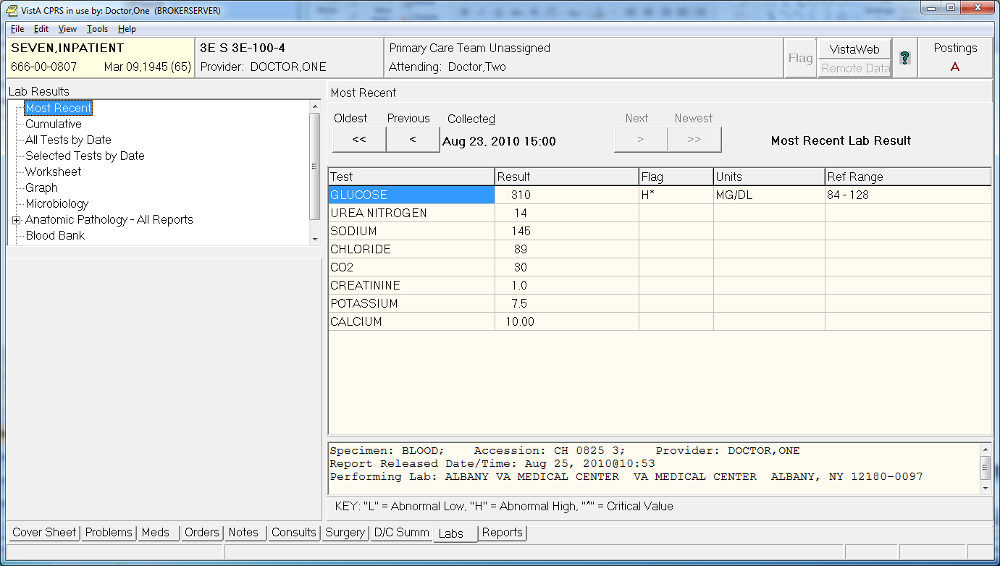 VistA CPRS in use by: Doctor,One (BROKERSERVER)
File Edit View Tools Help
SEVEN,INPATIENT
666-00-0807 Mar 09,1945 (65)
3E S 3E-100-4
Provider: DOCTOR,ONE
Primary Care Team Unassigned
Attending: Doctor,Two
Flag
VistaWeb
Remote Data
?
Postings
A
Lab Results
Most Recent
Cumulative
All Tests by Date
Selected Tests by Date
Worksheet
Graph
Microbiology
Anatomic Pathology - All Reports
Blood Bank
Most Recent
Oldest Previous Collected Next Newest
<< < Aug 23, 2010 15:00 > >> Most Recent Lab Result
Test Result Flag Units Ref Range
GLUCOSE 310 H* MG/DL 84 - 128
UREA NITROGEN 14
SODIUM 145
CHLORIDE 89
CO2 30
CREATININE 1.0
POTASSIUM 7.5
CALCIUM 10.00
Specimen: BLOOD; Accession: CH 0825 3; Provider: DOCTOR,ONE
Report Released Date/Time: Aug 25, 2010@10:53
Performing Lab: ALBANY VA MEDICAL CENTER VA MEDICAL CENTER ALBANY, NY 12180-0097
KEY: "L" = Abnormal Low, "H" = Abnormal High, "*" = Critical Value
Cover Sheet Problems Meds Orders Notes Consults Surgery D/C Summ Labs Reports